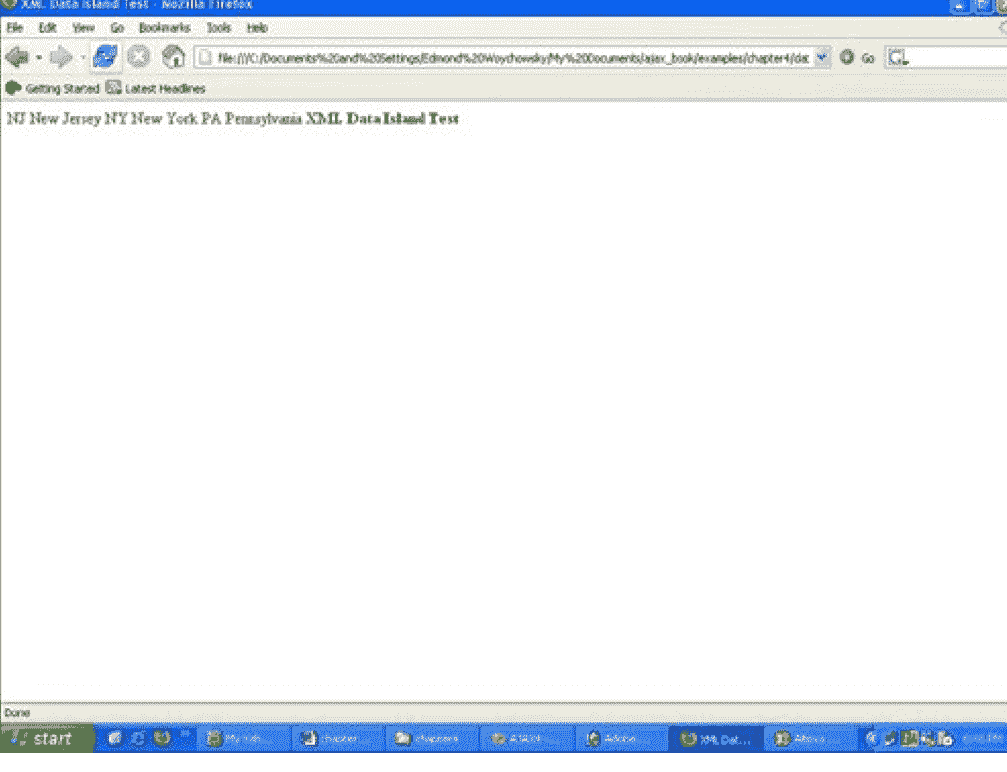 XML Data Island Test - Mozilla Firefox
File Edit View Go Bookmarks Tools Help
file:///C:/Documents%20and%20Settings/Edmond%20Woychowsky/My%20Documents/ajax_book/examples/chapter4/dat Go
Getting Started Latest Headlines
NJ New Jersey NY New York PA Pennsylvania XML Data Island Test
Done
start XML Dat...